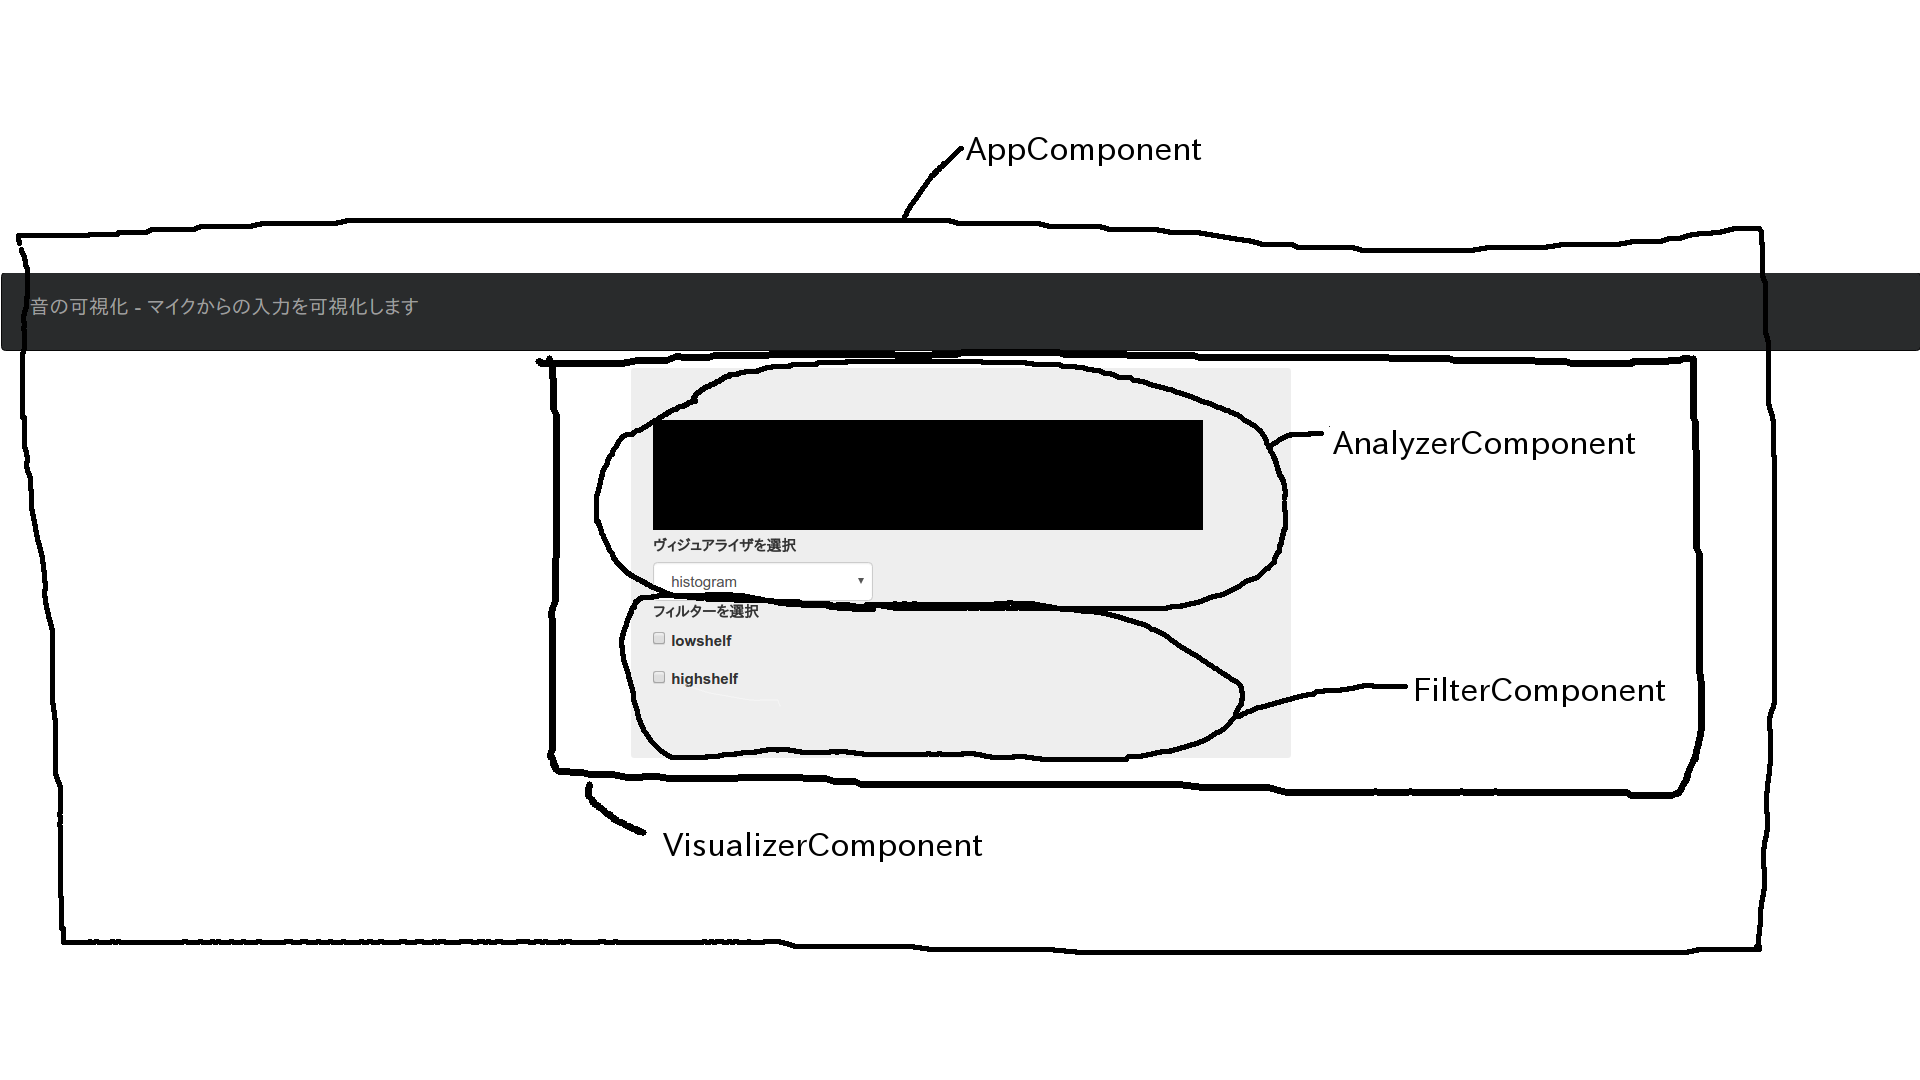 AppComponent
音の可視化 - マイクからの入力を可視化します
AnalyzerComponent
ヴィジュアライザを選択
histogram
フィルターを選択
lowshelf
highshelf
FilterComponent
VisualizerComponent